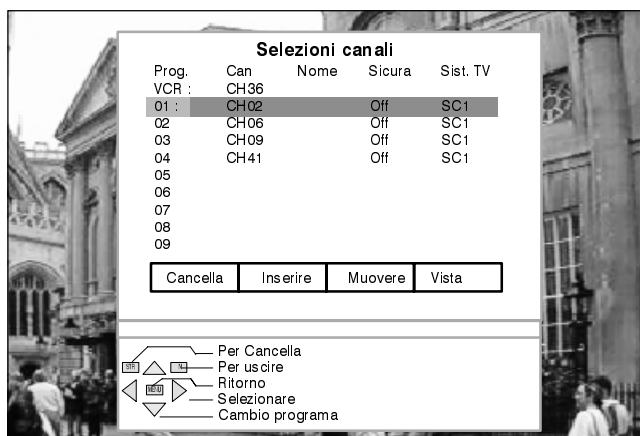 Selezioni canali
Prog. Can Nome Sicura Sist. TV
VCR : CH36
01 : CH02 Off SC1
02 CH06 Off SC1
03 CH09 Off SC1
04 CH41 Off SC1
05
06
07
08
09
Cancella Inserire Muovere Vista
Per Cancella
STR N Per uscire
MENU Ritorno
Selezionare
Cambio programa